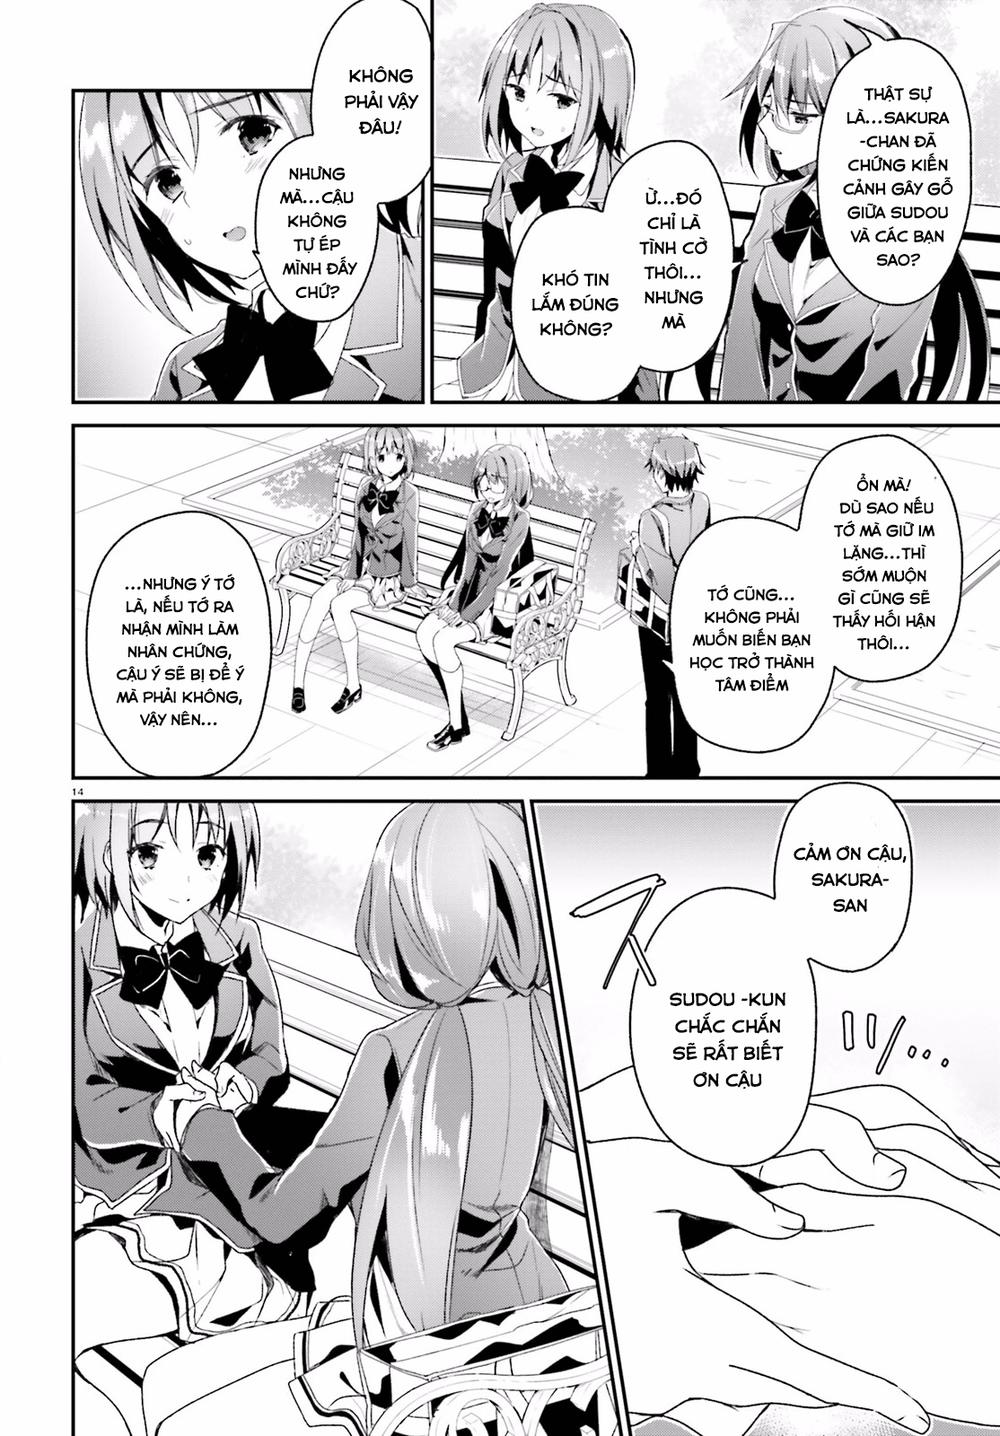 THẬT SỰ
LÀ...SAKURA
-CHAN ĐÃ
CHỨNG KIẾN
CẢNH GÂY GỖ
GIỮA SUDOU
VÀ CÁC BẠN
SAO?
Ừ...ĐÓ
CHỈ LÀ
TÌNH CỜ
THÔI...
NHƯNG
MÀ
KHÓ TIN
LẮM ĐÚNG
KHÔNG?
KHÔNG
PHẢI VẬY
ĐÂU!
NHƯNG
MÀ...CẬU
KHÔNG
TỰ ÉP
MÌNH ĐẤY
CHỨ?
ỔN MÀ!
DÙ SAO NẾU
TỚ MÀ GIỮ IM
LẶNG...THÌ
SỚM MUỘN
GÌ CŨNG SẼ
THẤY HỐI HẬN
THÔI...
TỚ CŨNG...
KHÔNG PHẢI
MUỐN BIẾN BẠN
HỌC TRỞ THÀNH
TÂM ĐIỂM
...NHƯNG Ý TỚ
LÀ, NẾU TỚ RA
NHẬN MÌNH LÀM
NHÂN CHỨNG,
CẬU Ý SẼ BỊ ĐỂ Ý
MÀ PHẢI KHÔNG,
VẬY NÊN...
14
CẢM ƠN CẬU,
SAKURA-
SAN
SUDOU -KUN
CHẮC CHẮN
SẼ RẤT BIẾT
ƠN CẬU